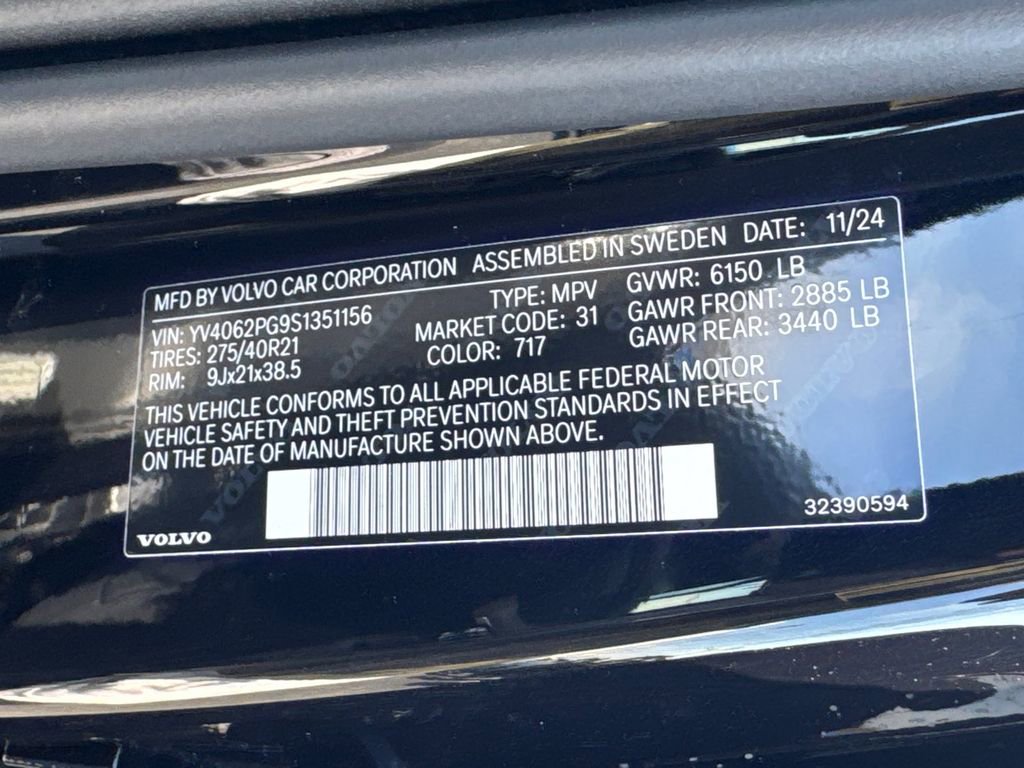 MFD BY VOLVO CAR CORPORATION ASSEMBLED IN SWEDEN DATE: 11/24
VIN: YV4062PG9S1351156 TYPE: MPV GVWR: 6150 LB
TIRES: 275/40R21 MARKET CODE: 31 GAWR FRONT: 2885 LB
RIM: 9Jx21x38.5 COLOR: 717 GAWR REAR: 3440 LB
THIS VEHICLE CONFORMS TO ALL APPLICABLE FEDERAL MOTOR
VEHICLE SAFETY AND THEFT PREVENTION STANDARDS IN EFFECT
ON THE DATE OF MANUFACTURE SHOWN ABOVE.
VOLVO 32390594